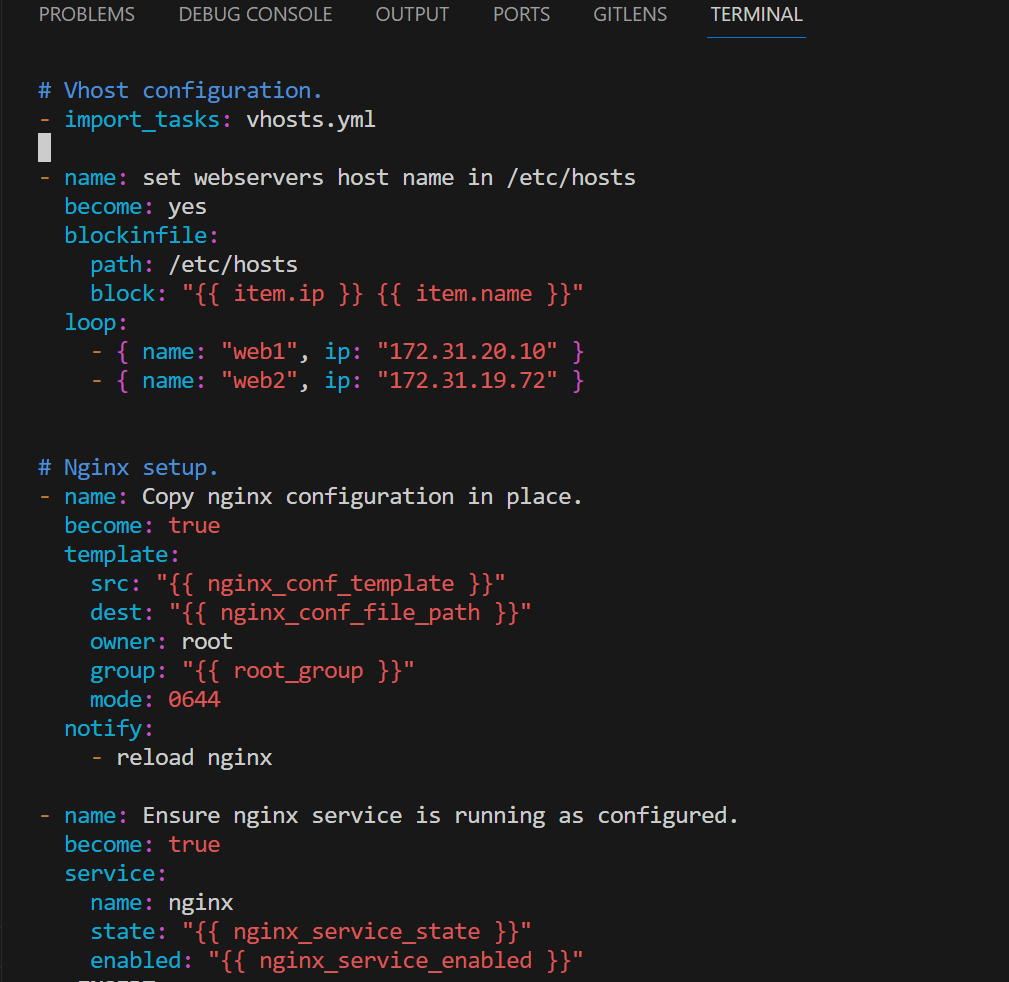 PROBLEMS DEBUG CONSOLE OUTPUT PORTS GITLENS TERMINAL
# Vhost configuration.
- import_tasks: vhosts.yml
- name: set webservers host name in /etc/hosts
  become: yes
  blockinfile:
    path: /etc/hosts
    block: "{{ item.ip }} {{ item.name }}"
  loop:
    - { name: "web1", ip: "172.31.20.10" }
    - { name: "web2", ip: "172.31.19.72" }
# Nginx setup.
- name: Copy nginx configuration in place.
  become: true
  template:
    src: "{{ nginx_conf_template }}"
    dest: "{{ nginx_conf_file_path }}"
    owner: root
    group: "{{ root_group }}"
    mode: 0644
  notify:
    - reload nginx
- name: Ensure nginx service is running as configured.
  become: true
  service:
    name: nginx
    state: "{{ nginx_service_state }}"
    enabled: "{{ nginx_service_enabled }}"